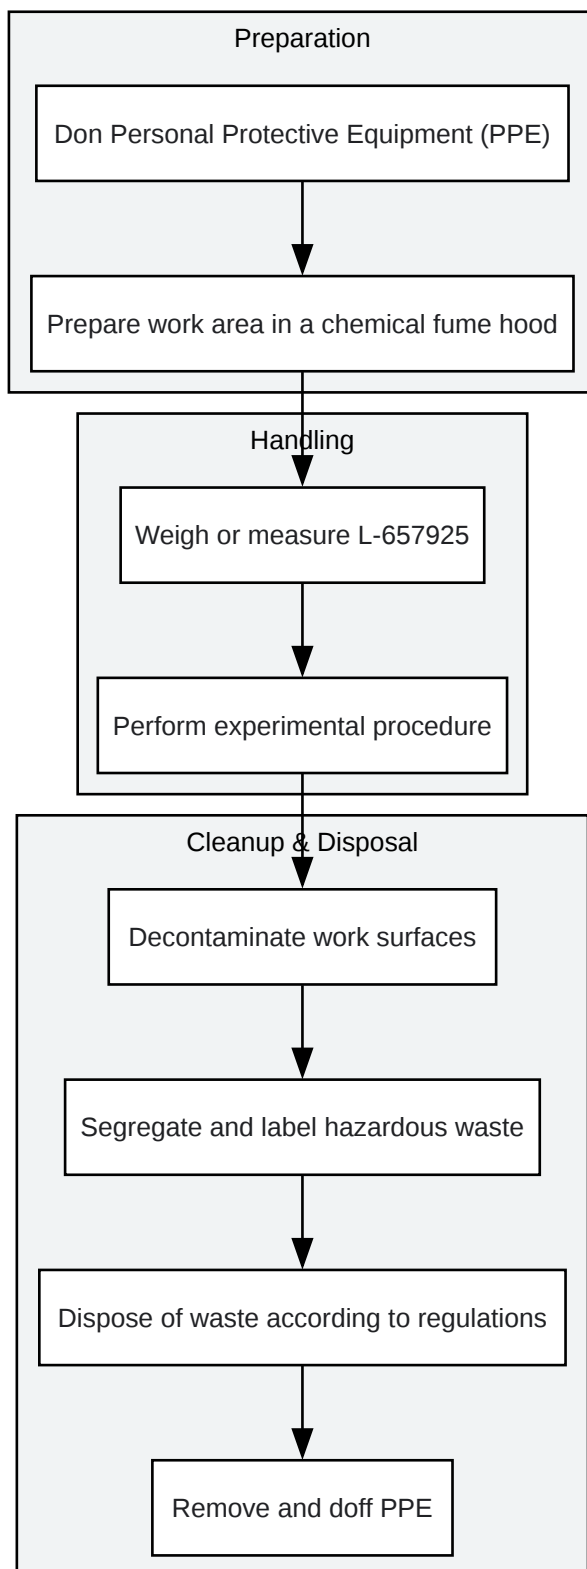 Preparation
Don Personal Protective Equipment (PPE)
Prepare work area in a chemical fume hood
Handling
Weigh or measure L-657925
Perform experimental procedure
Cleanup & Disposal
Decontaminate work surfaces
Segregate and label hazardous waste
Dispose of waste according to regulations
Remove and doff PPE